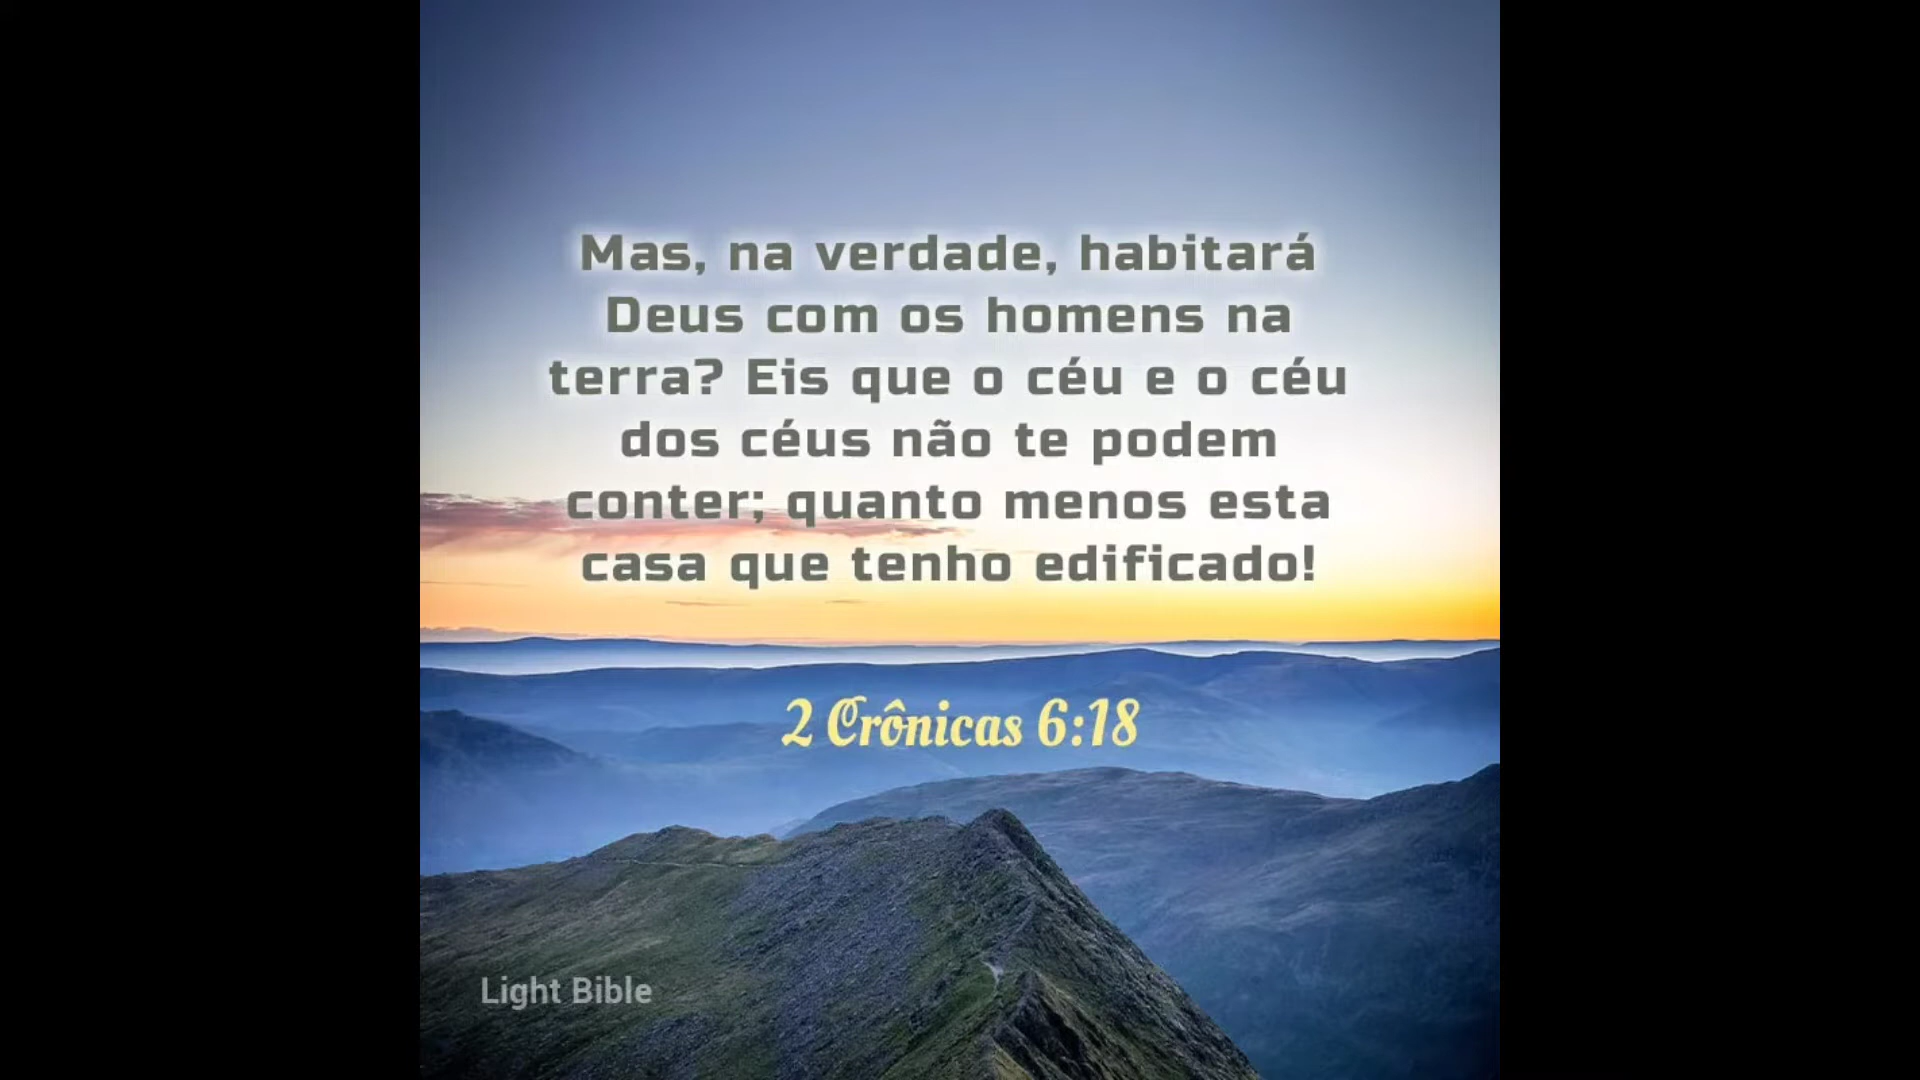 Mas, na verdade, habitará
Deus com os homens na
terra? Eis que o céu e o céu
dos céus não te podem
conter; quanto menos esta
casa que tenho edificado!
2 Crônicas 6:18
Light Bible